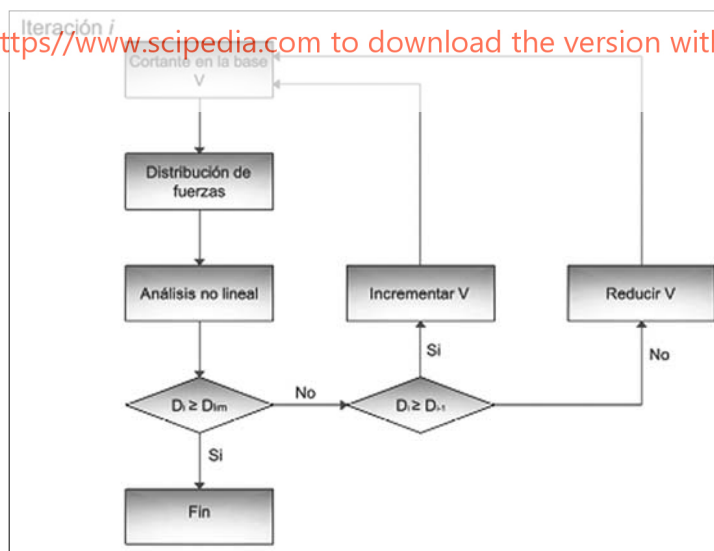 Iteración i
ttps//www.scipedia.com to download the version wit
Cortante en la base
V
Distribución de
fuerzas
Análisis no lineal
Incrementar V
Reducir V
Si
No
No
Di ≥ Dlim
Di ≥ Di-1
Si
Fin